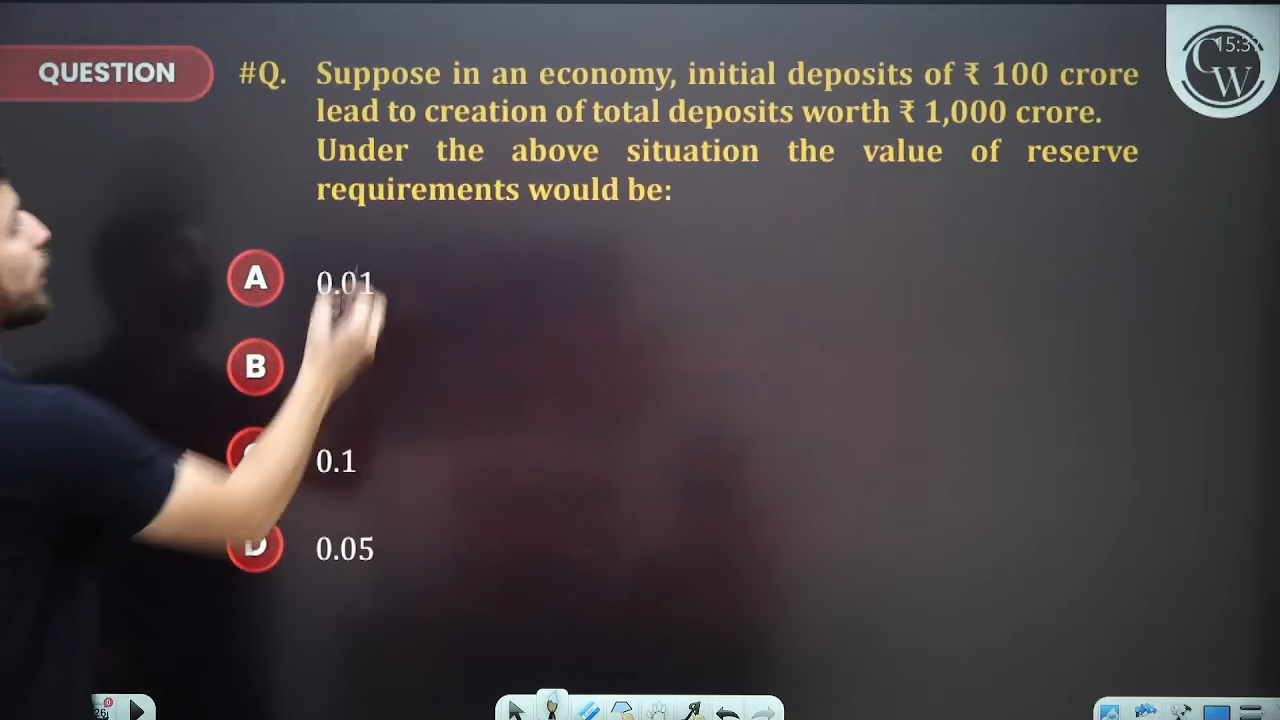 QUESTION
#Q. Suppose in an economy, initial deposits of ₹ 100 crore
lead to creation of total deposits worth ₹ 1,000 crore.
Under the above situation the value of reserve
requirements would be:
A 0.01
B
0.1
D 0.05
CW